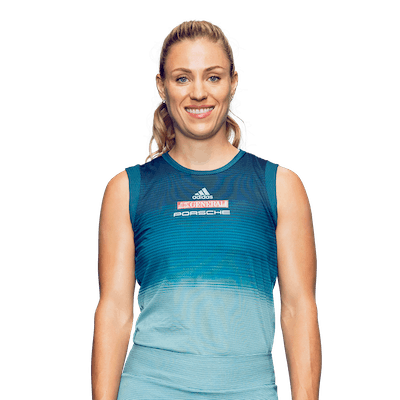 adidas
GENERALI
PORSCHE